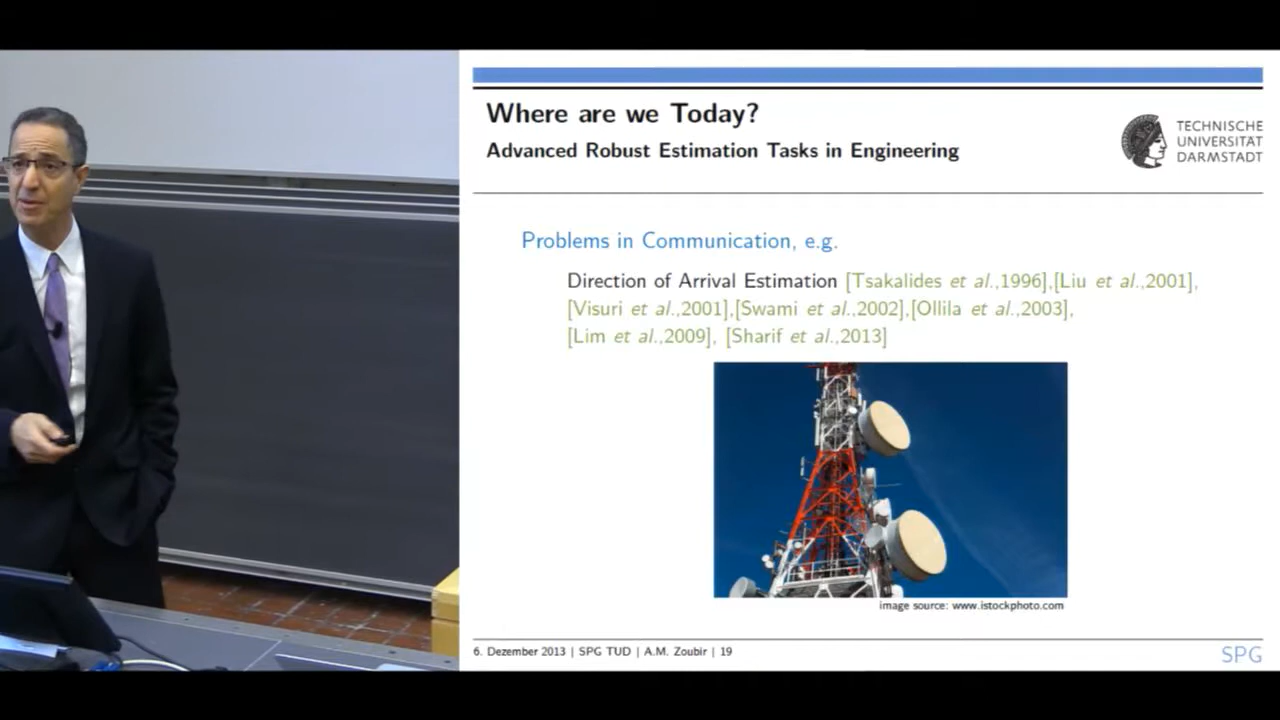 Where are we Today?
Advanced Robust Estimation Tasks in Engineering
TECHNISCHE
UNIVERSITÄT
DARMSTADT
Problems in Communication, e.g.
Direction of Arrival Estimation [Tsakalides et al.,1996],[Liu et al.,2001],
[Visuri et al.,2001],[Swami et al.,2002],[Ollila et al.,2003],
[Lim et al.,2009], [Sharif et al.,2013]
image source: www.istockphoto.com
6. Dezember 2013 | SPG TUD | A.M. Zoubir | 19
SPG